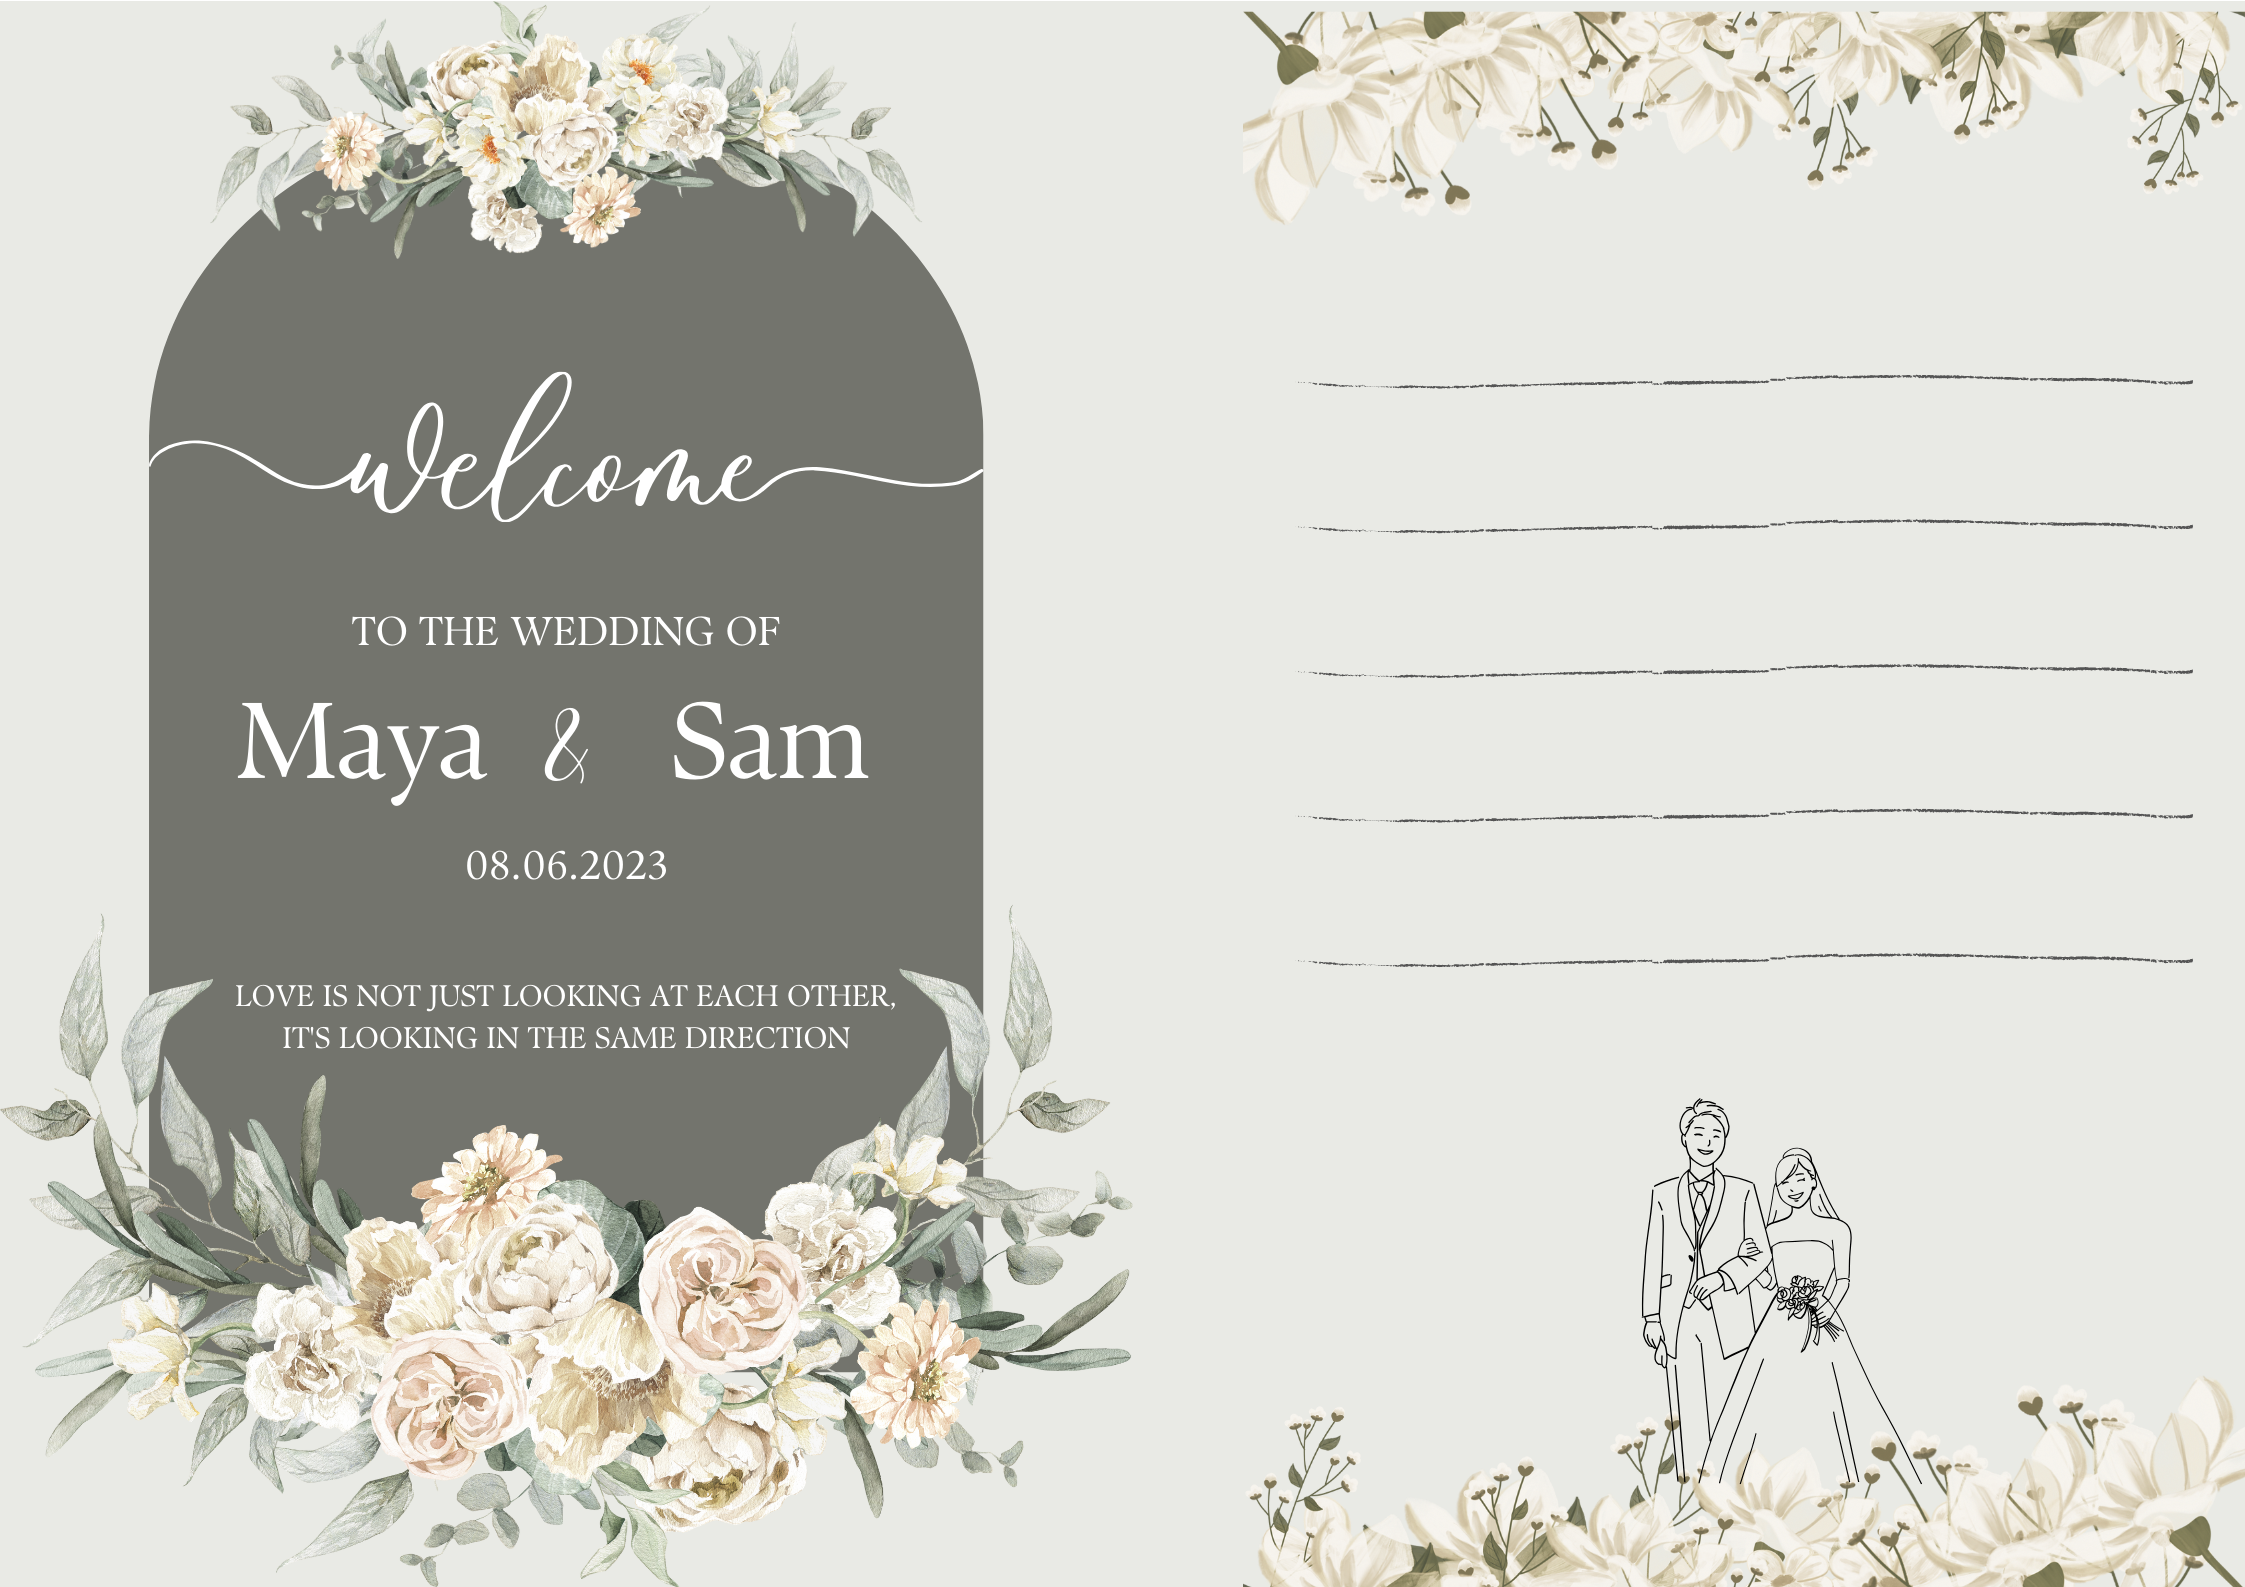 welcome
TO THE WEDDING OF
Maya & Sam
08.06.2023
LOVE IS NOT JUST LOOKING AT EACH OTHER,
IT'S LOOKING IN THE SAME DIRECTION